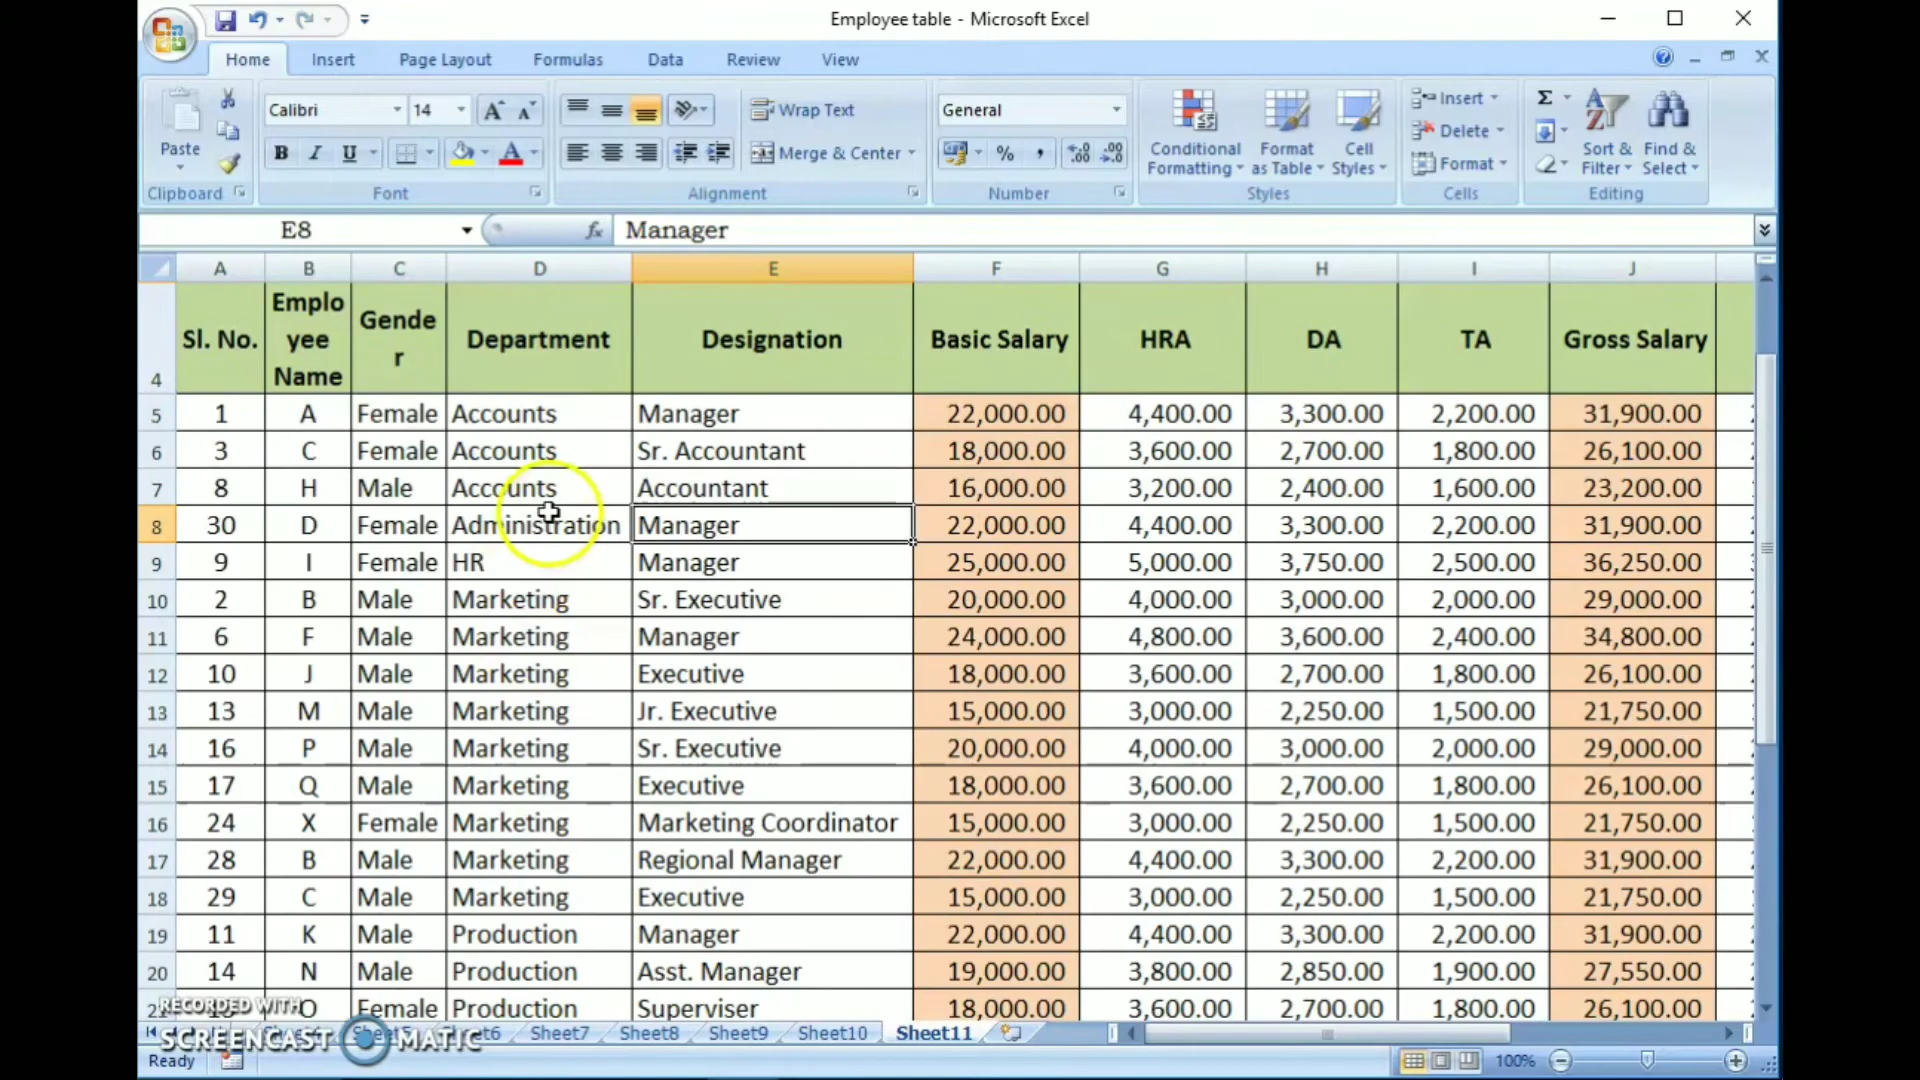 Employee table - Microsoft Excel
Home Insert Page Layout Formulas Data Review View
Calibri 14 Wrap Text General Insert
Paste B I U Merge & Center % , Conditional Formatting Format as Table Cell Styles Delete Format Σ Sort & Filter Find & Select
Clipboard Font Alignment Number Styles Cells Editing
E8 fx Manager
A B C D E F G H I J
4 Sl. No. Employee Name Gender Department Designation Basic Salary HRA DA TA Gross Salary
5 1 A Female Accounts Manager 22,000.00 4,400.00 3,300.00 2,200.00 31,900.00
6 3 C Female Accounts Sr. Accountant 18,000.00 3,600.00 2,700.00 1,800.00 26,100.00
7 8 H Male Accounts Accountant 16,000.00 3,200.00 2,400.00 1,600.00 23,200.00
8 30 D Female Administration Manager 22,000.00 4,400.00 3,300.00 2,200.00 31,900.00
9 9 I Female HR Manager 25,000.00 5,000.00 3,750.00 2,500.00 36,250.00
10 2 B Male Marketing Sr. Executive 20,000.00 4,000.00 3,000.00 2,000.00 29,000.00
11 6 F Male Marketing Manager 24,000.00 4,800.00 3,600.00 2,400.00 34,800.00
12 10 J Male Marketing Executive 18,000.00 3,600.00 2,700.00 1,800.00 26,100.00
13 13 M Male Marketing Jr. Executive 15,000.00 3,000.00 2,250.00 1,500.00 21,750.00
14 16 P Male Marketing Sr. Executive 20,000.00 4,000.00 3,000.00 2,000.00 29,000.00
15 17 Q Male Marketing Executive 18,000.00 3,600.00 2,700.00 1,800.00 26,100.00
16 24 X Female Marketing Marketing Coordinator 15,000.00 3,000.00 2,250.00 1,500.00 21,750.00
17 28 B Male Marketing Regional Manager 22,000.00 4,400.00 3,300.00 2,200.00 31,900.00
18 29 C Male Marketing Executive 15,000.00 3,000.00 2,250.00 1,500.00 21,750.00
19 11 K Male Production Manager 22,000.00 4,400.00 3,300.00 2,200.00 31,900.00
20 14 N Male Production Asst. Manager 19,000.00 3,800.00 2,850.00 1,900.00 27,550.00
O Female Production Superviser 18,000.00 3,600.00 2,700.00 1,800.00 26,100.00
RECORDED WITH
SCREENCAST MATIC
Sheet7 Sheet8 Sheet9 Sheet10 Sheet11
Ready 100%